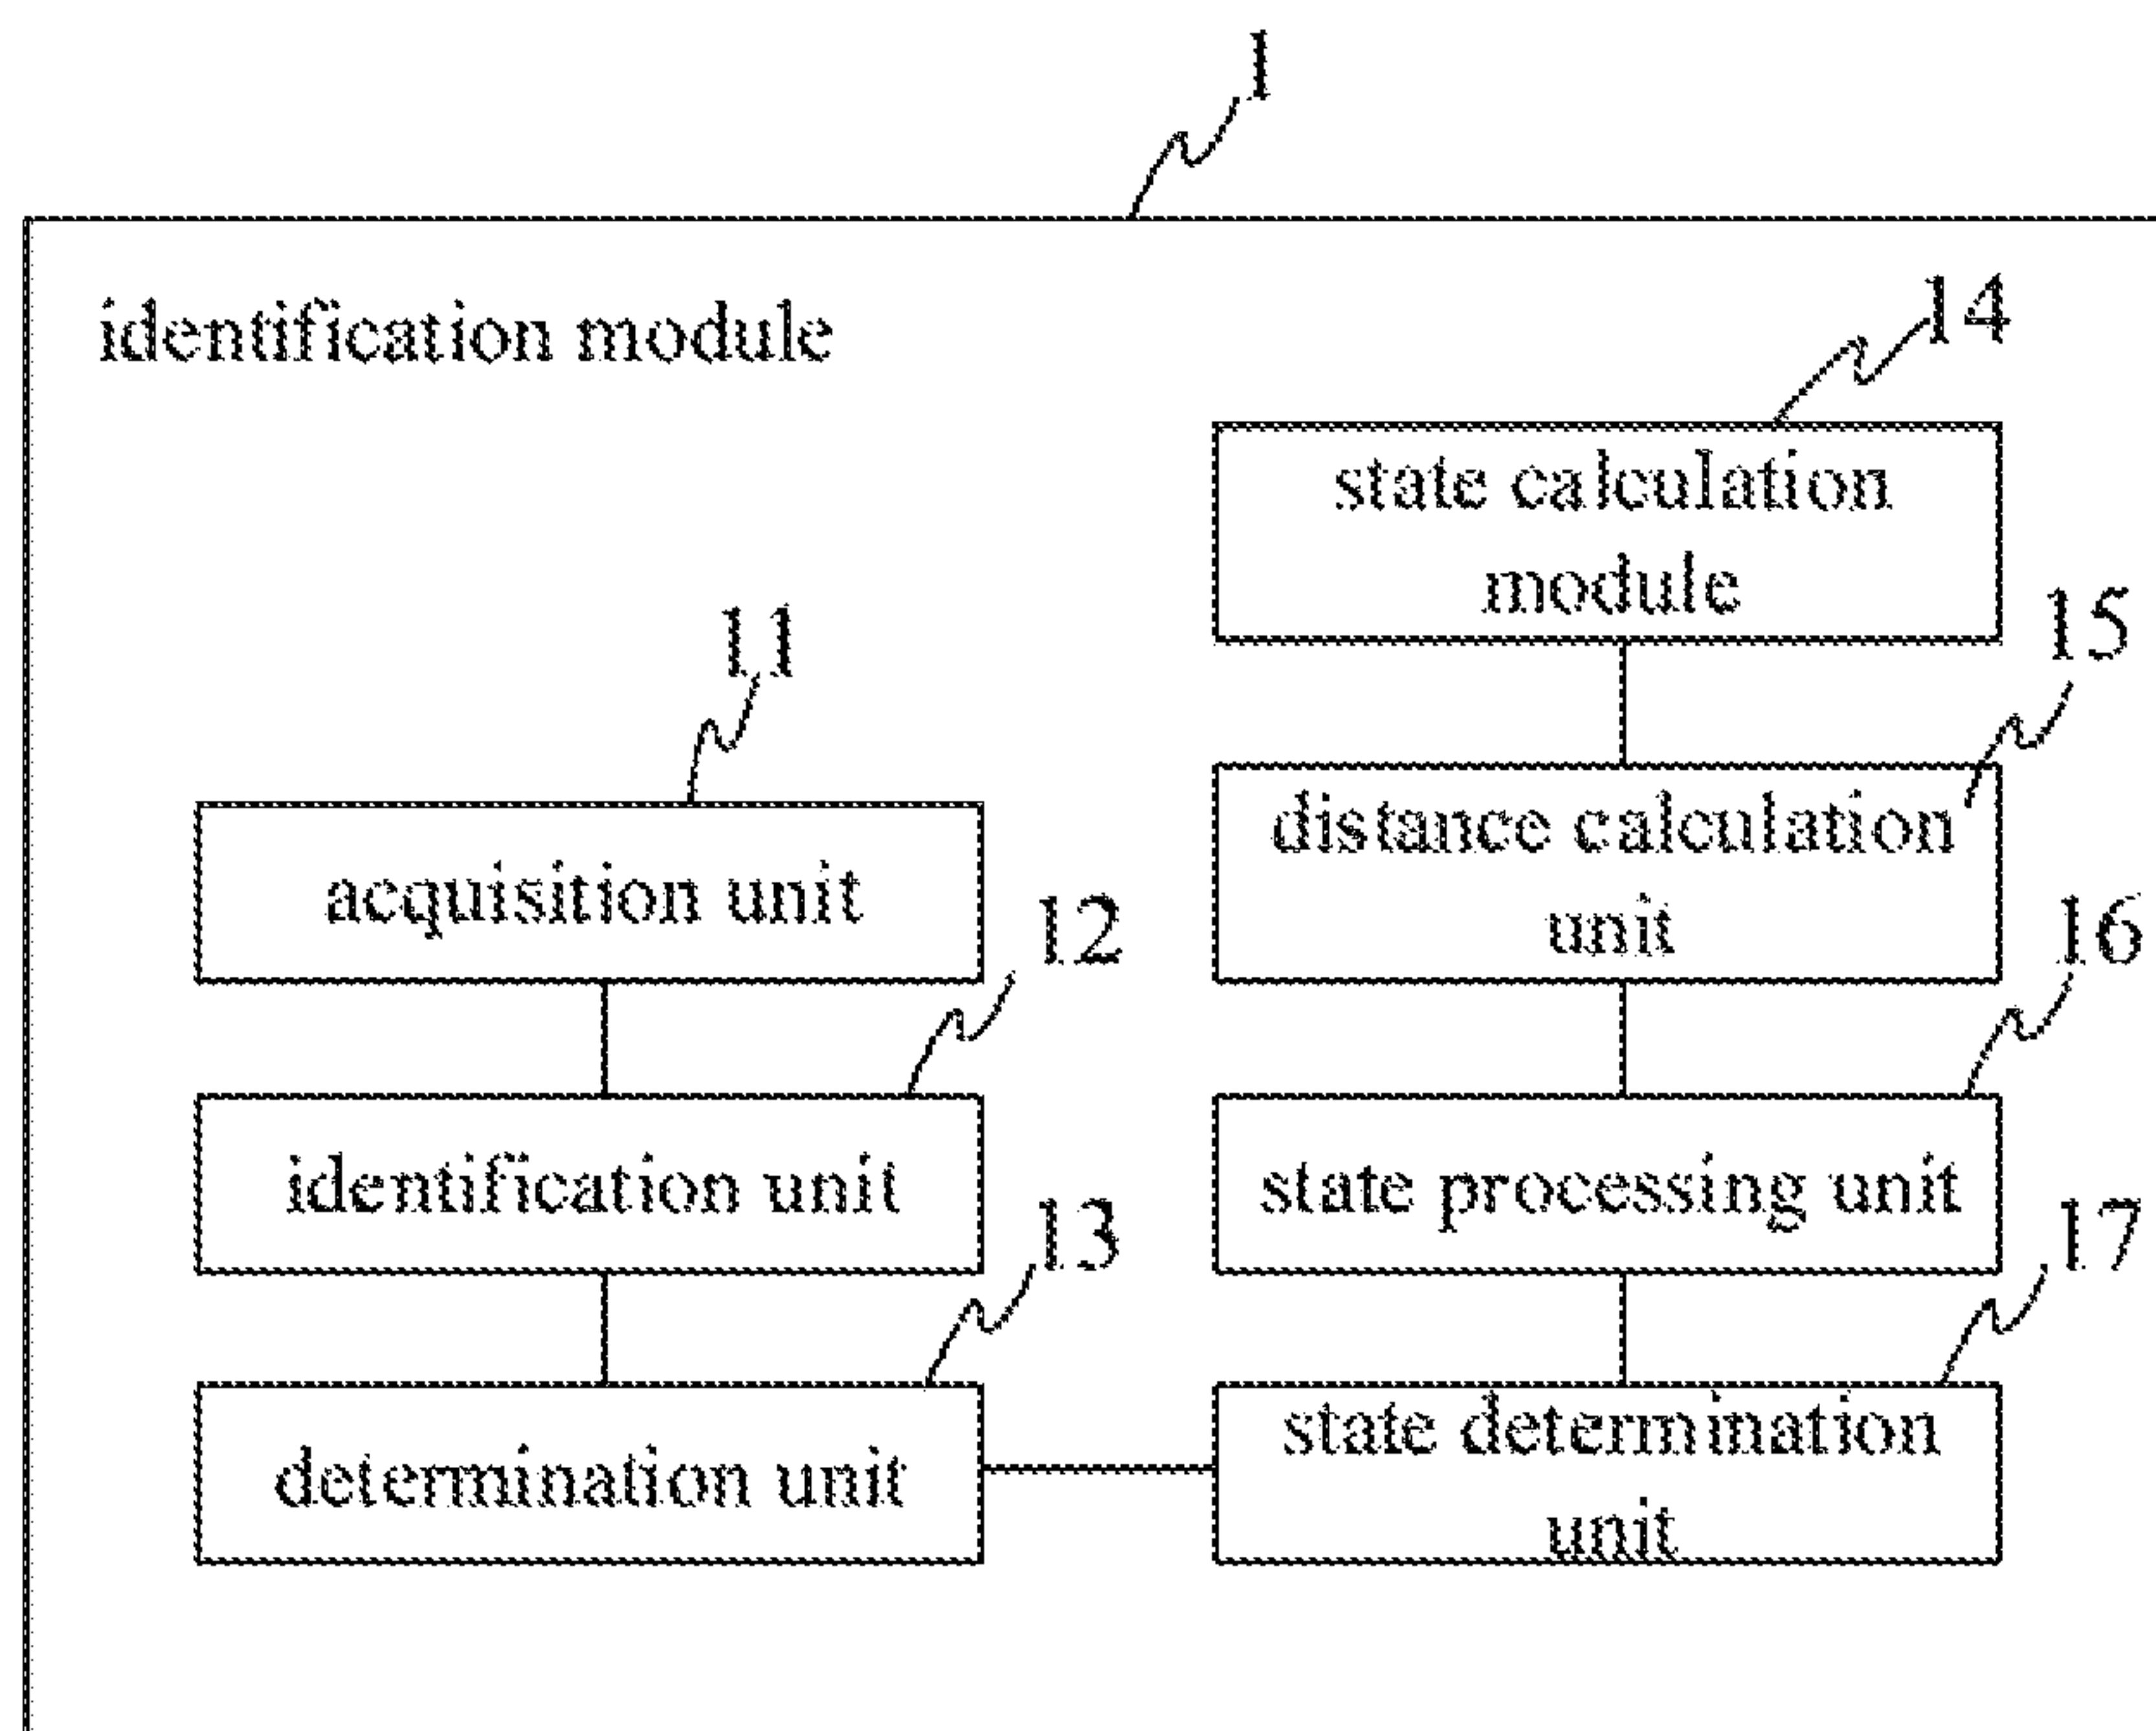 1
identification module
14
state calculation
module
15
11
distance calculation
unit
acquisition unit
12
16
identification unit
state processing unit
13
17
determination unit
state determination
unit